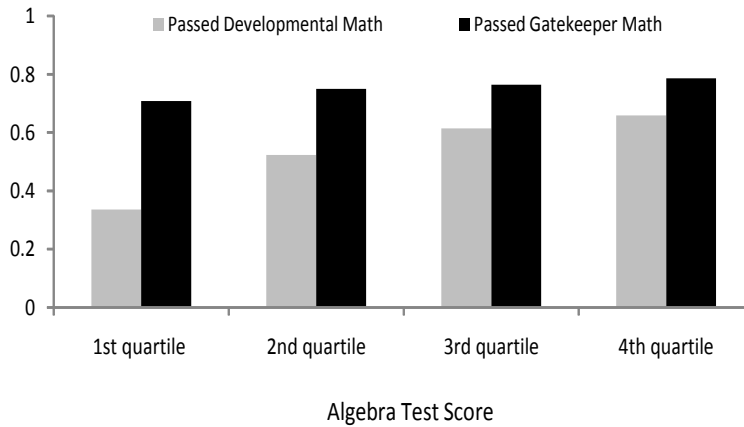 1
Passed Developmental Math Passed Gatekeeper Math
0.8
0.6
0.4
0.2
0
1st quartile 2nd quartile 3rd quartile 4th quartile
Algebra Test Score